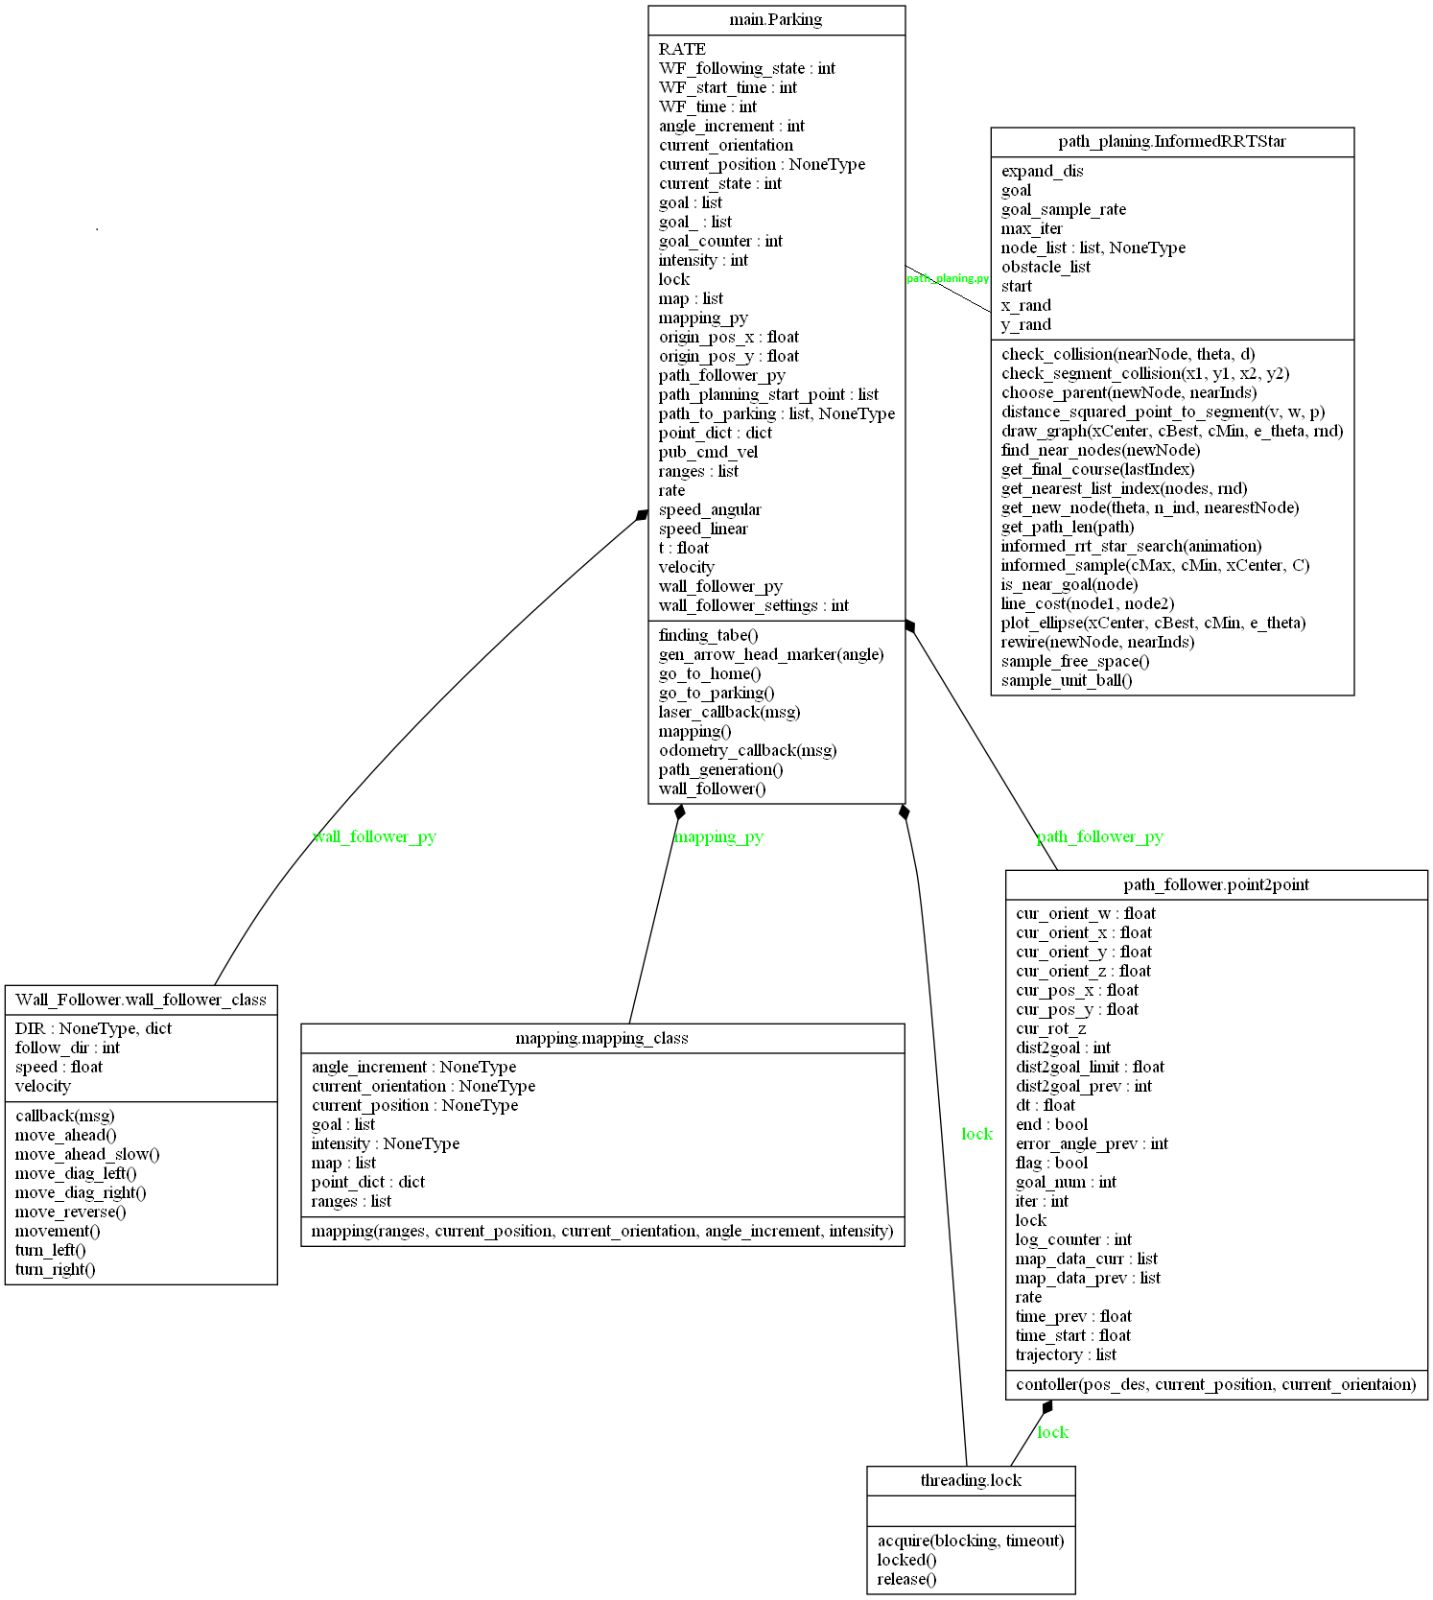 main.Parking
RATE
WF_following_state : int
WF_start_time : int
WF_time : int
angle_increment : int
current_orientation
current_position : NoneType
current_state : int
goal : list
goal_ : list
goal_counter : int
intensity : int
lock
map : list
mapping_py
origin_pos_x : float
origin_pos_y : float
path_follower_py
path_planning_start_point : list
path_to_parking : list, NoneType
point_dict : dict
pub_cmd_vel
ranges : list
rate
speed_angular
speed_linear
t : float
velocity
wall_follower_py
wall_follower_settings : int
finding_tabe()
gen_arrow_head_marker(angle)
go_to_home()
go_to_parking()
laser_callback(msg)
mapping()
odometry_callback(msg)
path_generation()
wall_follower()
path_planing.py
path_planing.InformedRRTStar
expand_dis
goal
goal_sample_rate
max_iter
node_list : list, NoneType
obstacle_list
start
x_rand
y_rand
check_collision(nearNode, theta, d)
check_segment_collision(x1, y1, x2, y2)
choose_parent(newNode, nearInds)
distance_squared_point_to_segment(v, w, p)
draw_graph(xCenter, cBest, cMin, e_theta, rnd)
find_near_nodes(newNode)
get_final_course(lastIndex)
get_nearest_list_index(nodes, rnd)
get_new_node(theta, n_ind, nearestNode)
get_path_len(path)
informed_rrt_star_search(animation)
informed_sample(cMax, cMin, xCenter, C)
is_near_goal(node)
line_cost(node1, node2)
plot_ellipse(xCenter, cBest, cMin, e_theta)
rewire(newNode, nearInds)
sample_free_space()
sample_unit_ball()
wall_follower_py
mapping_py
path_follower_py
Wall_Follower.wall_follower_class
DIR : NoneType, dict
follow_dir : int
speed : float
velocity
callback(msg)
move_ahead()
move_ahead_slow()
move_diag_left()
move_diag_right()
move_reverse()
movement()
turn_left()
turn_right()
mapping.mapping_class
angle_increment : NoneType
current_orientation : NoneType
current_position : NoneType
goal : list
intensity : NoneType
map : list
point_dict : dict
ranges : list
mapping(ranges, current_position, current_orientation, angle_increment, intensity)
lock
path_follower.point2point
cur_orient_w : float
cur_orient_x : float
cur_orient_y : float
cur_orient_z : float
cur_pos_x : float
cur_pos_y : float
cur_rot_z
dist2goal : int
dist2goal_limit : float
dist2goal_prev : int
dt : float
end : bool
error_angle_prev : int
flag : bool
goal_num : int
iter : int
lock
log_counter : int
map_data_curr : list
map_data_prev : list
rate
time_prev : float
time_start : float
trajectory : list
contoller(pos_des, current_position, current_orientaion)
lock
threading.lock
acquire(blocking, timeout)
locked()
release()